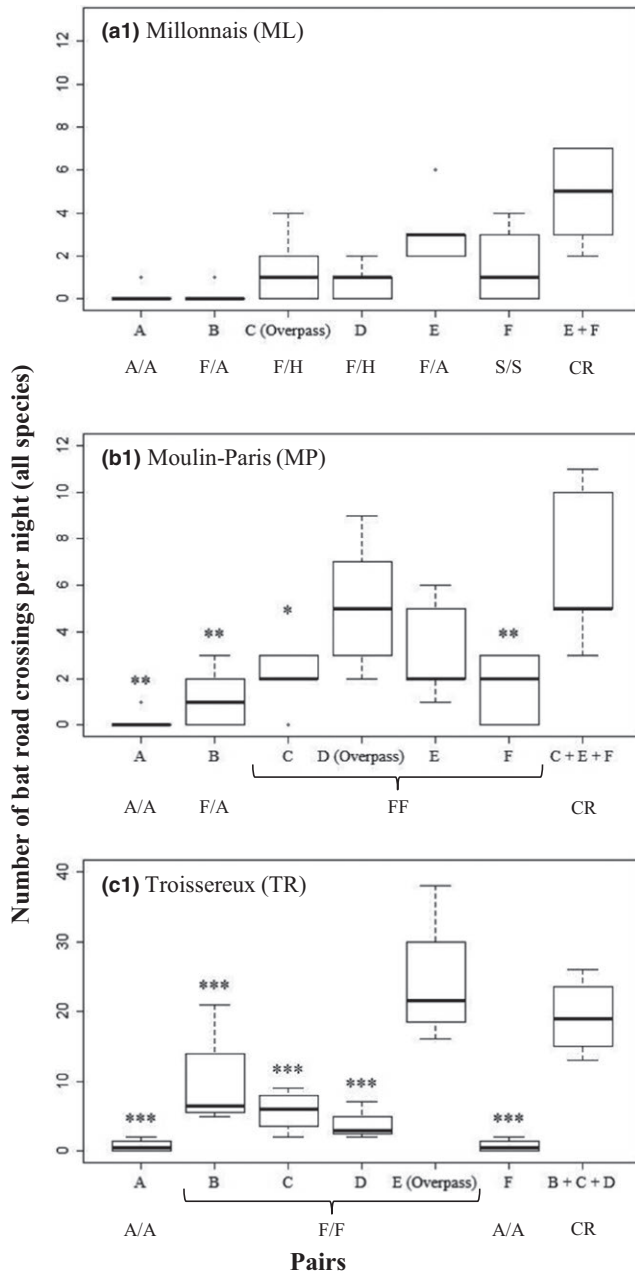 Number of bat road crossings per night (all species)
(a1) Millonnais (ML)
12
10
8
6
4
2
0
A B C (Overpass) D E F E + F
A/A F/A F/H F/H F/A S/S CR
(b1) Moulin-Paris (MP)
12
10
8
6
4
2
0
** ** * **
A B C D (Overpass) E F C + E + F
A/A F/A FF CR
(c1) Troissereux (TR)
40
30
20
10
0
*** *** *** *** ***
A B C D E (Overpass) F B + C + D
A/A F/F A/A CR
Pairs